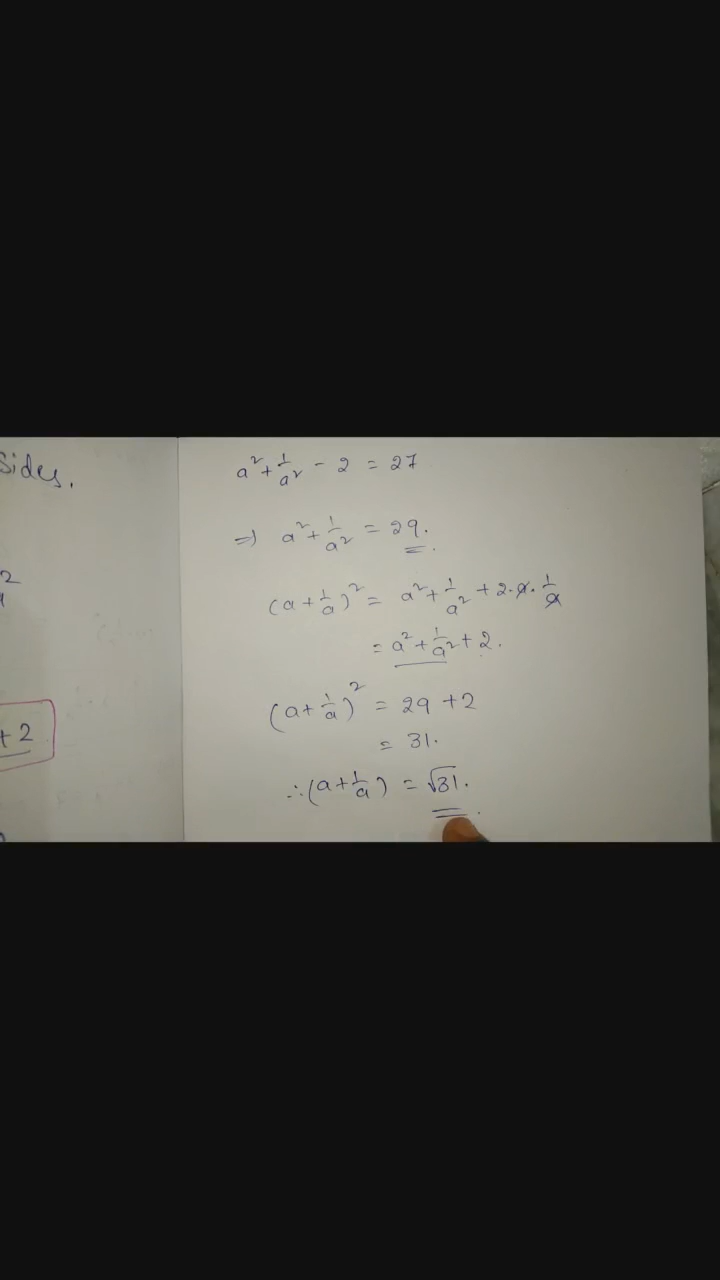 Sides.
2
+ 2
a² + 1/a² - 2 = 27
⇒ a² + 1/a² = 29.
(a + 1/a)² = a² + 1/a² + 2·a·1/a
= a² + 1/a² + 2.
(a + 1/a)² = 29 + 2
= 31.
∴ (a + 1/a) = √31.